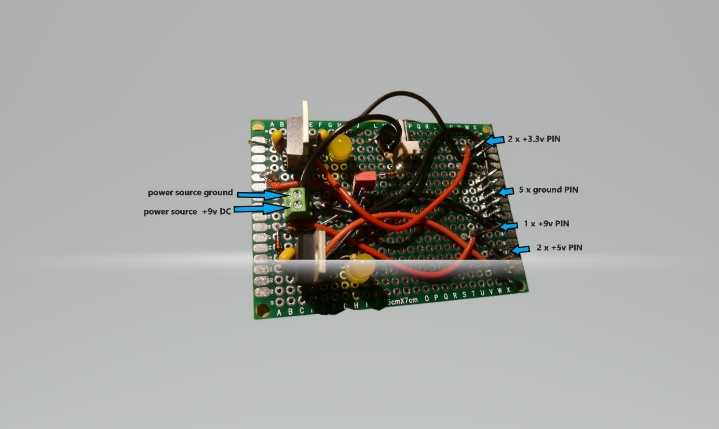 2 x +3.3v PIN
power source ground
5 x ground PIN
power source +9v DC
1 x +9v PIN
2 x +5v PIN
5cmX7cm
O P Q R S T U V W X